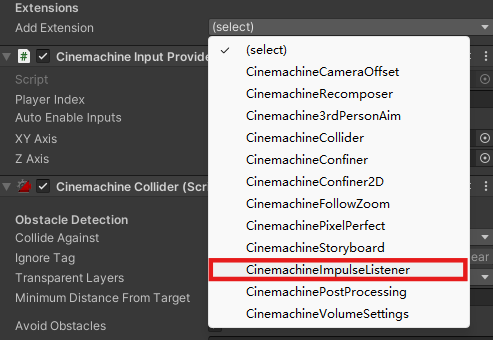 Extensions
Add Extension (select)
(select)
CinemachineCameraOffset
CinemachineRecomposer
Cinemachine3rdPersonAim
CinemachineCollider
CinemachineConfiner
CinemachineConfiner2D
CinemachineFollowZoom
CinemachinePixelPerfect
CinemachineStoryboard
CinemachineImpulseListener
CinemachinePostProcessing
CinemachineVolumeSettings
Cinemachine Input Provide
Script
Player Index
Auto Enable Inputs
XY Axis
Z Axis
Cinemachine Collider (Scri
Obstacle Detection
Collide Against
Ignore Tag ear
Transparent Layers
Minimum Distance From Target
Avoid Obstacles